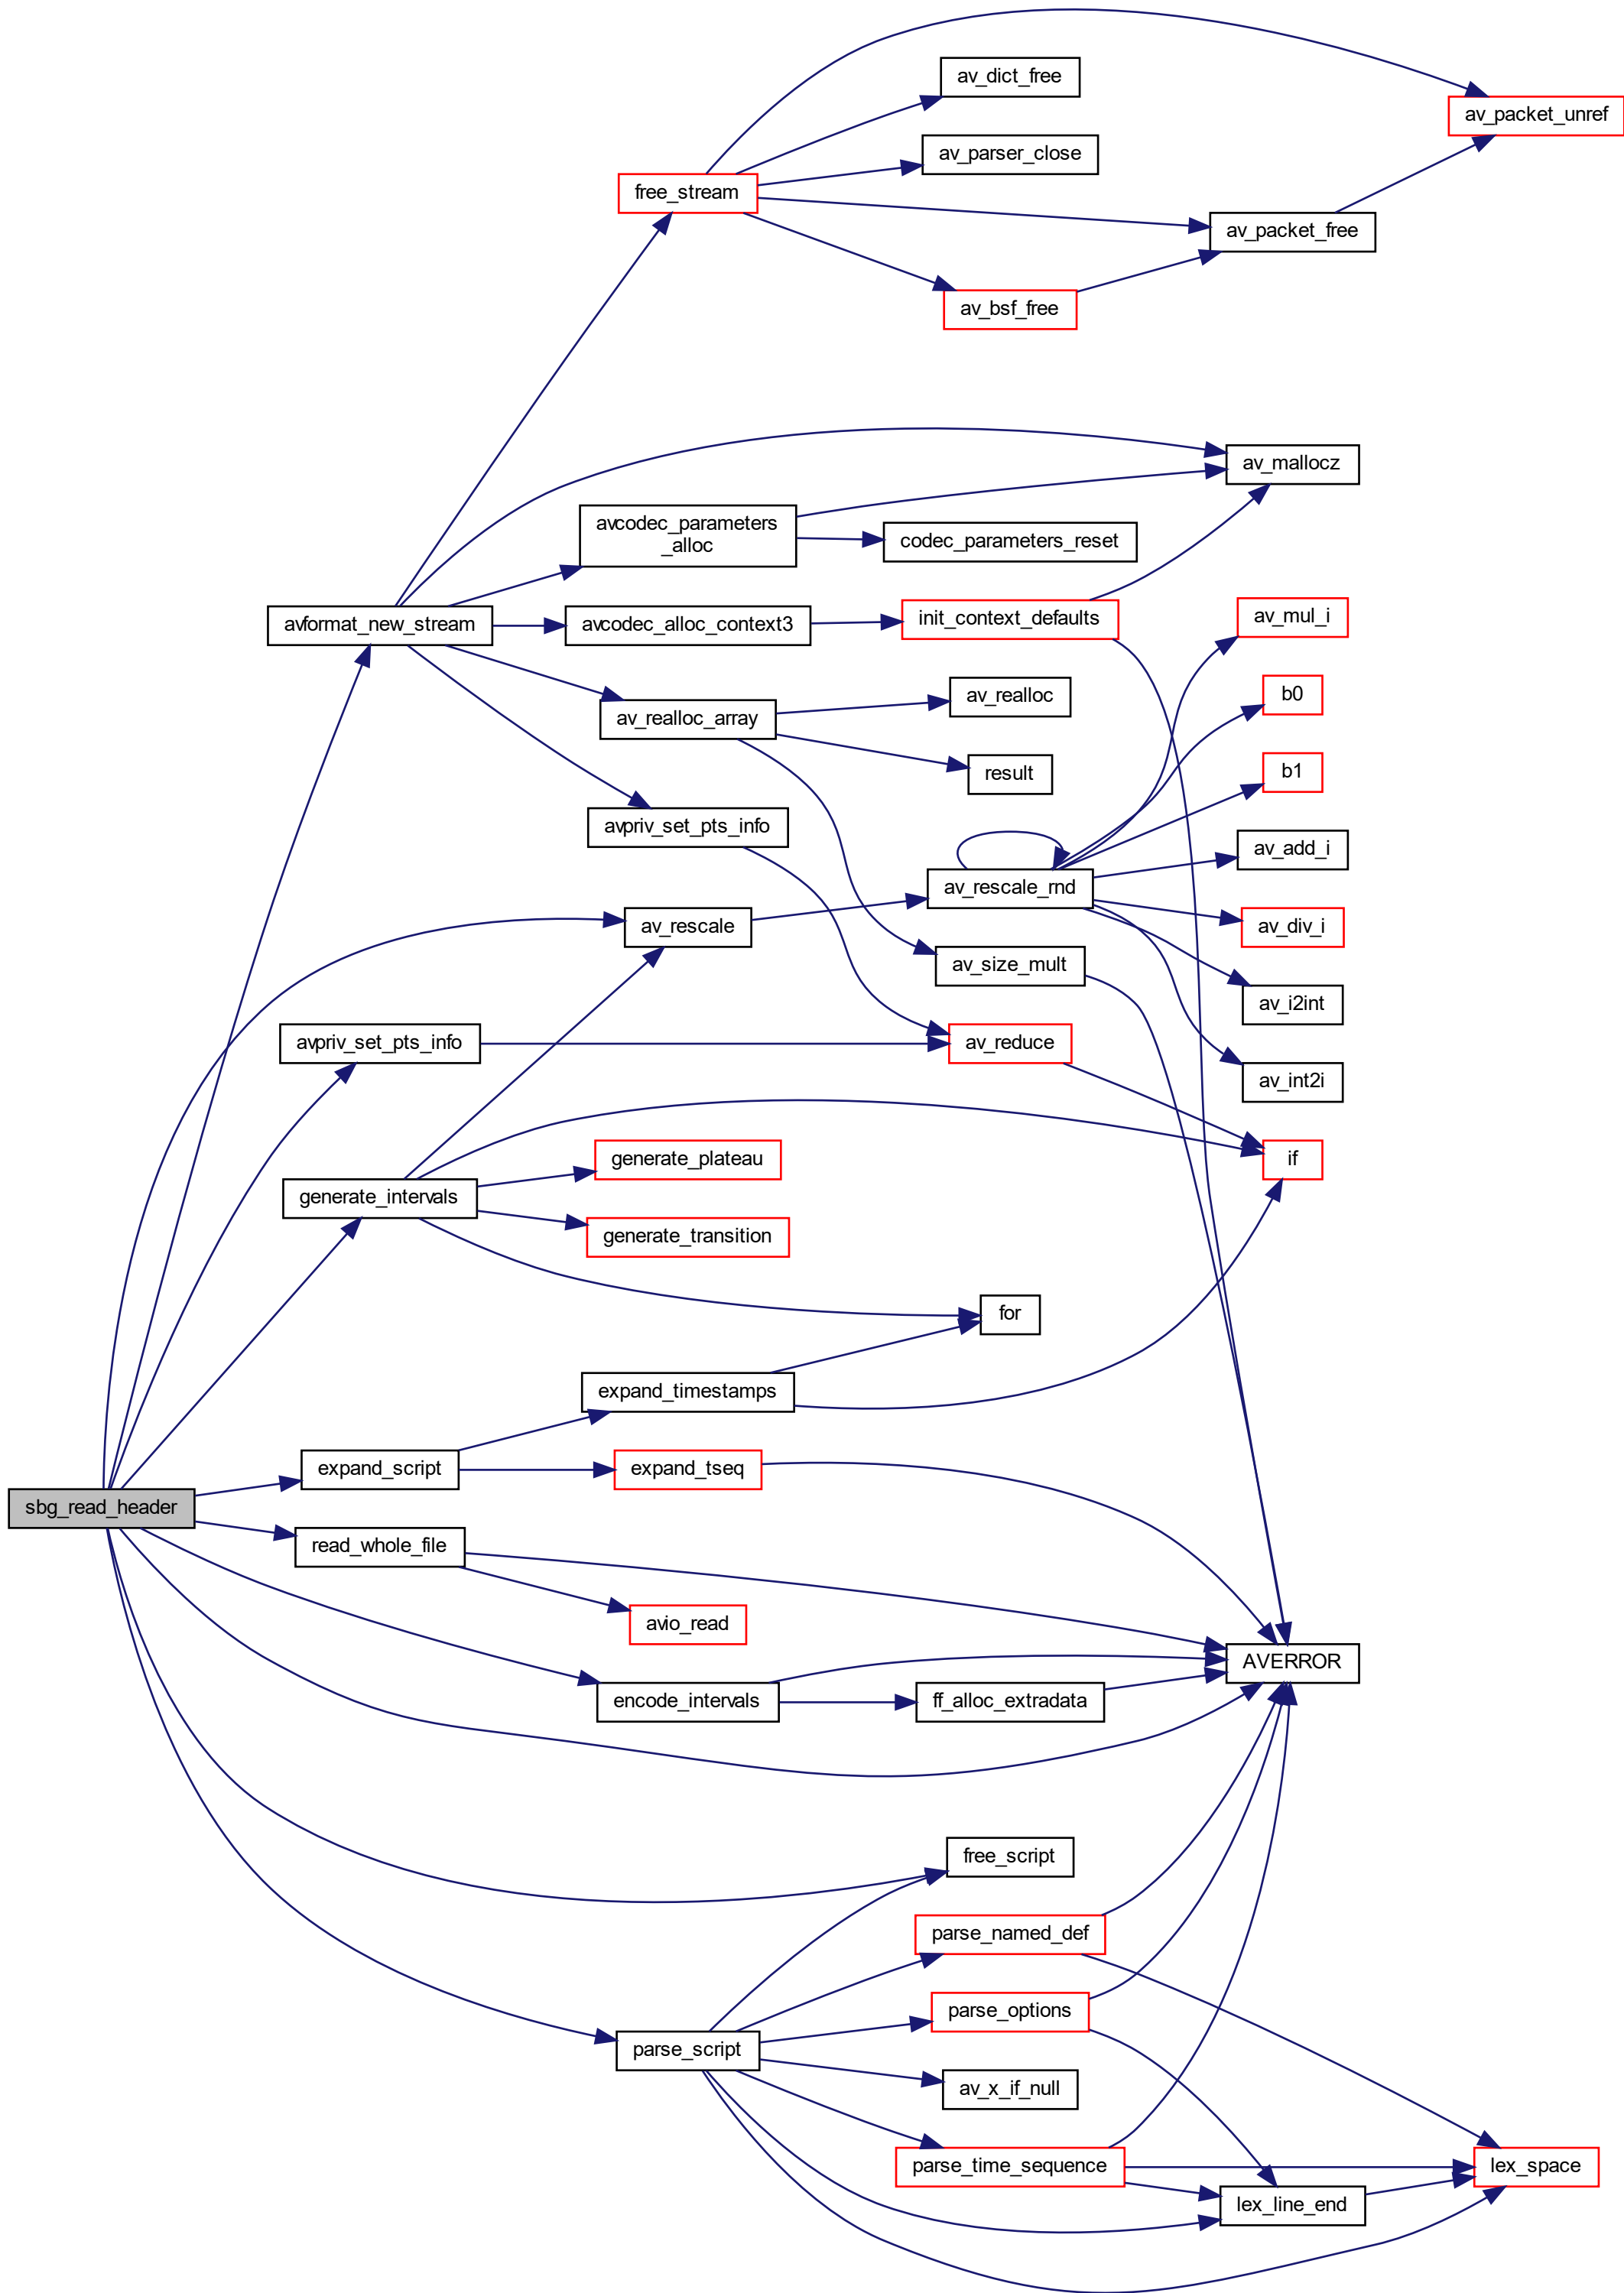 av_dict_free
av_packet_unref
av_parser_close
free_stream
av_packet_free
av_bsf_free
av_mallocz
avcodec_parameters
_alloc
codec_parameters_reset
avformat_new_stream
avcodec_alloc_context3
init_context_defaults
av_mul_i
av_realloc
b0
av_realloc_array
result
b1
avpriv_set_pts_info
av_add_i
av_rescale_rnd
av_rescale
av_div_i
av_size_mult
av_i2int
avpriv_set_pts_info
av_reduce
av_int2i
generate_plateau
if
generate_intervals
generate_transition
for
expand_timestamps
expand_script
expand_tseq
sbg_read_header
read_whole_file
avio_read
AVERROR
encode_intervals
ff_alloc_extradata
free_script
parse_named_def
parse_options
parse_script
av_x_if_null
parse_time_sequence
lex_space
lex_line_end